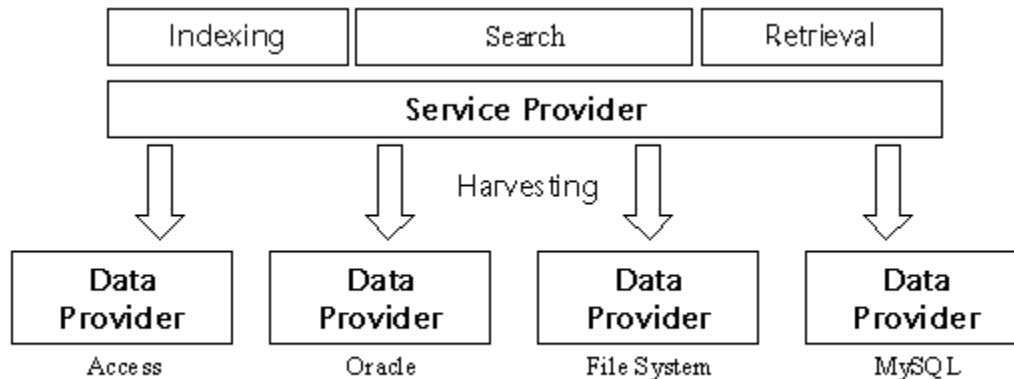 Indexing
Search
Retrieval
Service Provider
Harvesting
Data
Provider
Data
Provider
Data
Provider
Data
Provider
Access
Oracle
File System
MySQL